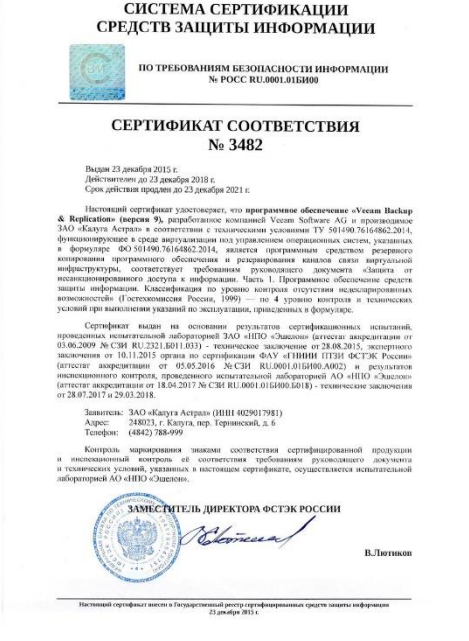 СИСТЕМА СЕРТИФИКАЦИИ
СРЕДСТВ ЗАЩИТЫ ИНФОРМАЦИИ
ПО ТРЕБОВАНИЯМ БЕЗОПАСНОСТИ ИНФОРМАЦИИ
№ РОСС RU.0001.01БИ00
СЕРТИФИКАТ СООТВЕТСТВИЯ
№ 3482
Выдан 23 декабря 2015 г.
Действителен до 23 декабря 2018 г.
Срок действия продлен до 23 декабря 2021 г.
Настоящий сертификат удостоверяет, что программное обеспечение «Veeam Backup
& Replication» (версия 9), разработанное компанией Veeam Software AG и производимое
ЗАО «Калуга Астрал» в соответствии с техническими условиями ТУ 501490.76164862.2014,
функционирующее в среде виртуализации под управлением операционных систем, указанных
в формуляре ФО 501490.76164862.2014, является программным средством резервного
копирования программного обеспечения и резервирования каналов связи виртуальной
инфраструктуры, соответствует требованиям руководящего документа «Защита от
несанкционированного доступа к информации. Часть 1. Программное обеспечение средств
защиты информации. Классификация по уровню контроля отсутствия недекларированных
возможностей» (Гостехкомиссия России, 1999) — по 4 уровню контроля и технических
условий при выполнении указаний по эксплуатации, приведенных в формуляре.
Сертификат выдан на основании результатов сертификационных испытаний,
проведенных испытательной лабораторией ЗАО «НПО «Эшелон» (аттестат аккредитации от
03.06.2009 № СЗИ RU.2321.Б011.033) - техническое заключение от 28.08.2015, экспертного
заключения от 10.11.2015 органа по сертификации ФАУ «ГНИИИ ПТЗИ ФСТЭК России»
(аттестат аккредитации от 05.05.2016 № СЗИ RU.0001.01БИ00.А002) и результатов
инспекционного контроля, проведенного испытательной лабораторией АО «НПО «Эшелон»
(аттестат аккредитации от 18.04.2017 № СЗИ RU.0001.01БИ00.Б018) - технические заключения
от 28.07.2017 и 29.03.2018.
Заявитель: ЗАО «Калуга Астрал» (ИНН 4029017981)
Адрес: 248023, г. Калуга, пер. Тернинский, д. 6
Телефон: (4842) 788-999
Контроль маркирования знаками соответствия сертифицированной продукции
и инспекционный контроль её соответствия требованиям руководящего документа
и технических условий, указанных в настоящем сертификате, осуществляется испытательной
лабораторией АО «НПО «Эшелон».
ЗАМЕСТИТЕЛЬ ДИРЕКТОРА ФСТЭК РОССИИ
В.Лютиков
Настоящий сертификат внесен в Государственный реестр сертифицированных средств защиты информации
23 декабря 2015 г.